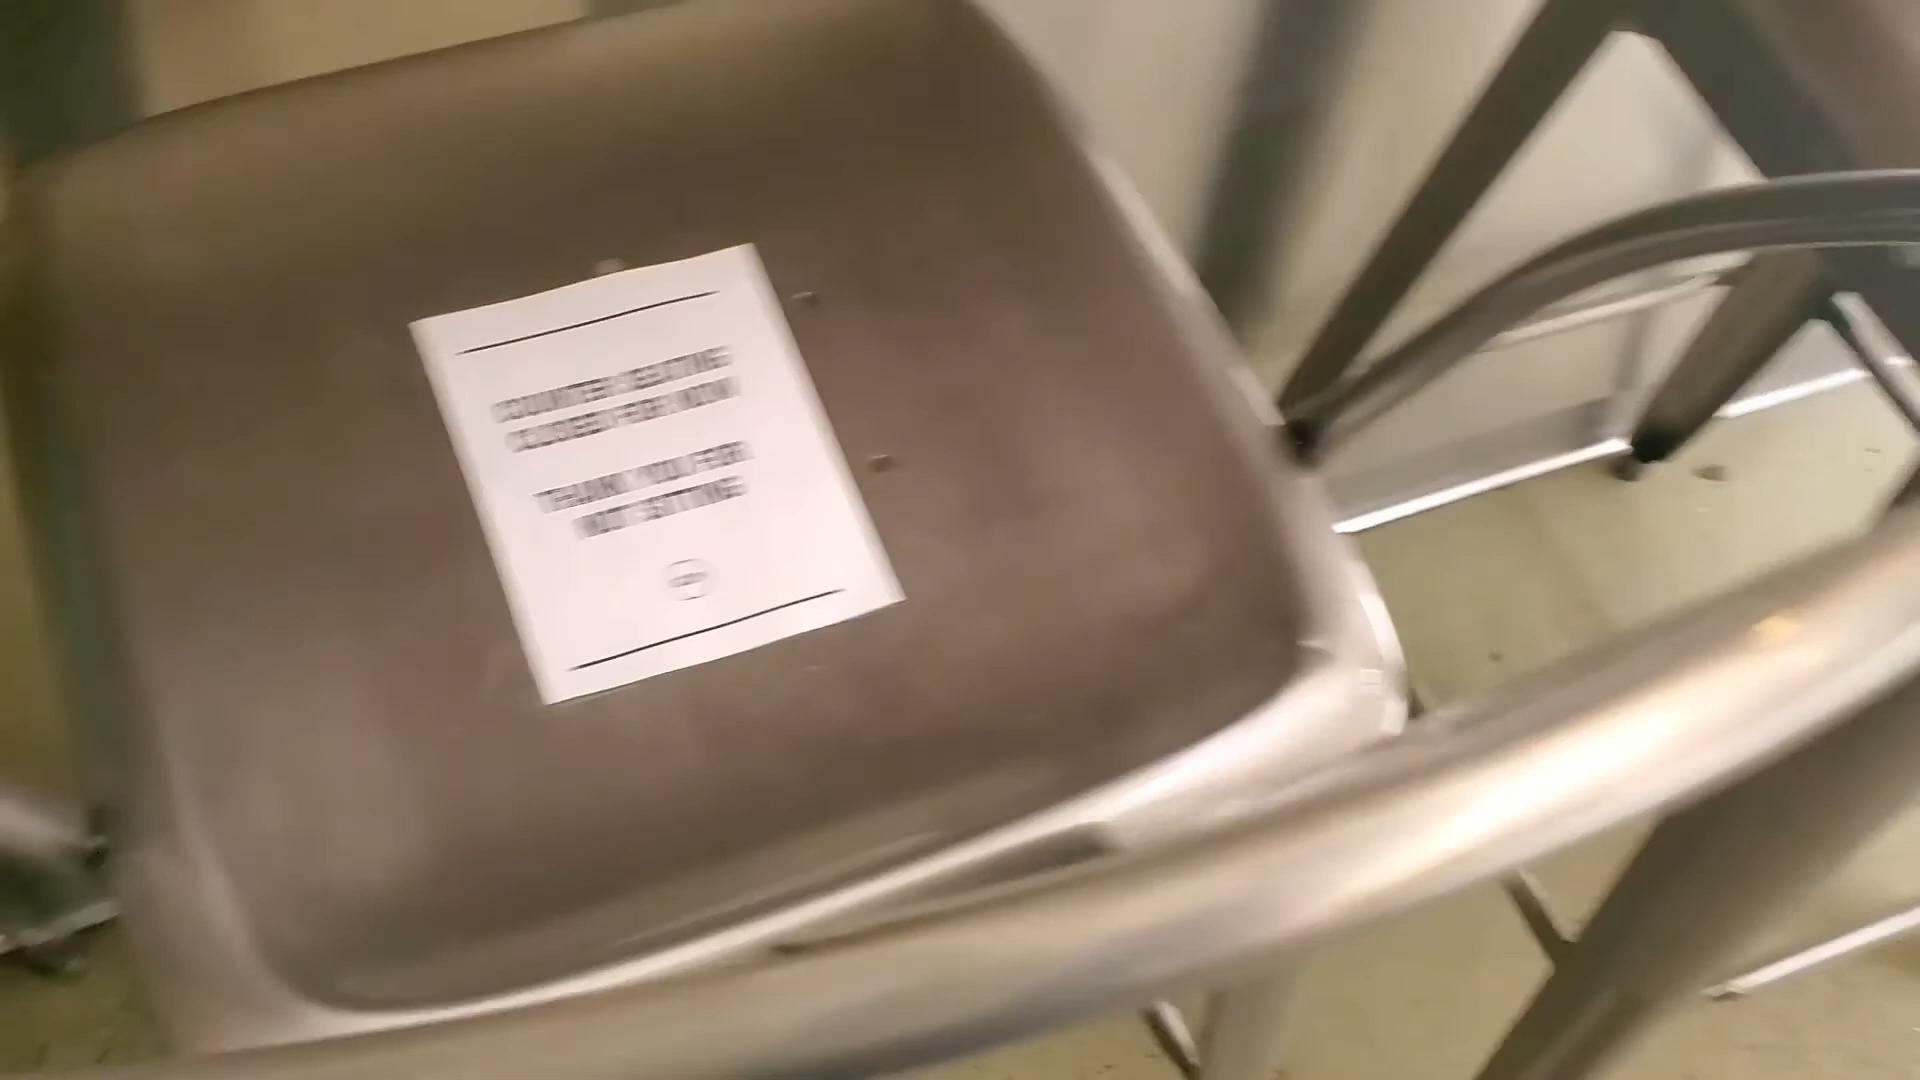 COUNTER SEATING
CLOSED FOR NOW
THANK YOU FOR
NOT SITTING